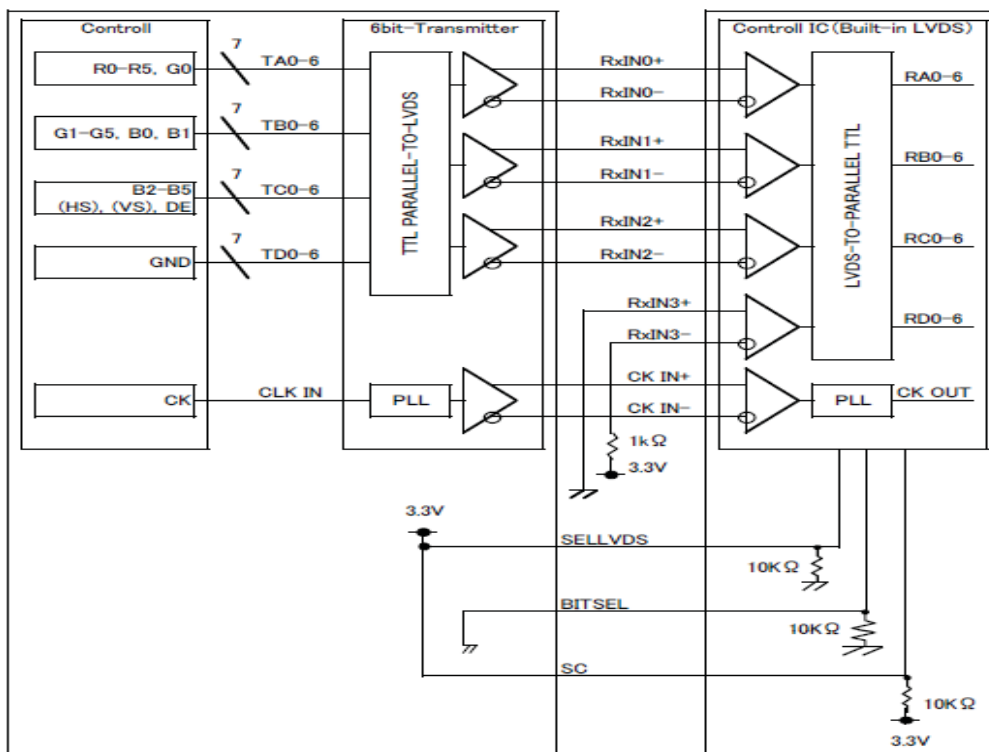 Controll
6bit-Transmitter
Controll IC(Built-in LVDS)
R0-R5, G0
7
TA0-6
RxIN0+
RxIN0-
RA0-6
G1-G5, B0, B1
7
TB0-6
RxIN1+
RxIN1-
RB0-6
B2-B5
(HS), (VS), DE
7
TC0-6
RxIN2+
RxIN2-
RC0-6
GND
7
TD0-6
TTL PARALLEL-TO-LVDS
LVDS-TO-PARALLEL TTL
RxIN3+
RxIN3-
RD0-6
CK
CLK IN
PLL
CK IN+
CK IN-
PLL
CK OUT
1kΩ
3.3V
3.3V
SELLVDS
10KΩ
BITSEL
10KΩ
SC
10KΩ
3.3V